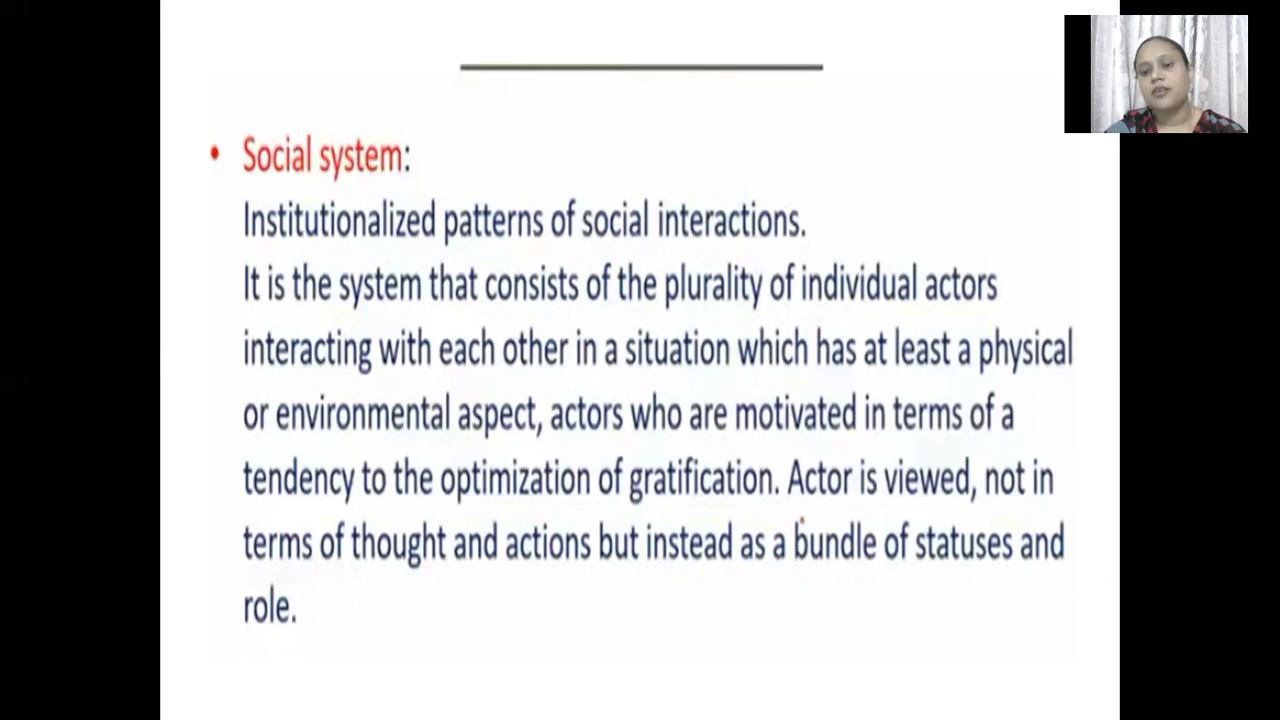 • Social system:
Institutionalized patterns of social interactions.
It is the system that consists of the plurality of individual actors
interacting with each other in a situation which has at least a physical
or environmental aspect, actors who are motivated in terms of a
tendency to the optimization of gratification. Actor is viewed, not in
terms of thought and actions but instead as a bundle of statuses and
role.